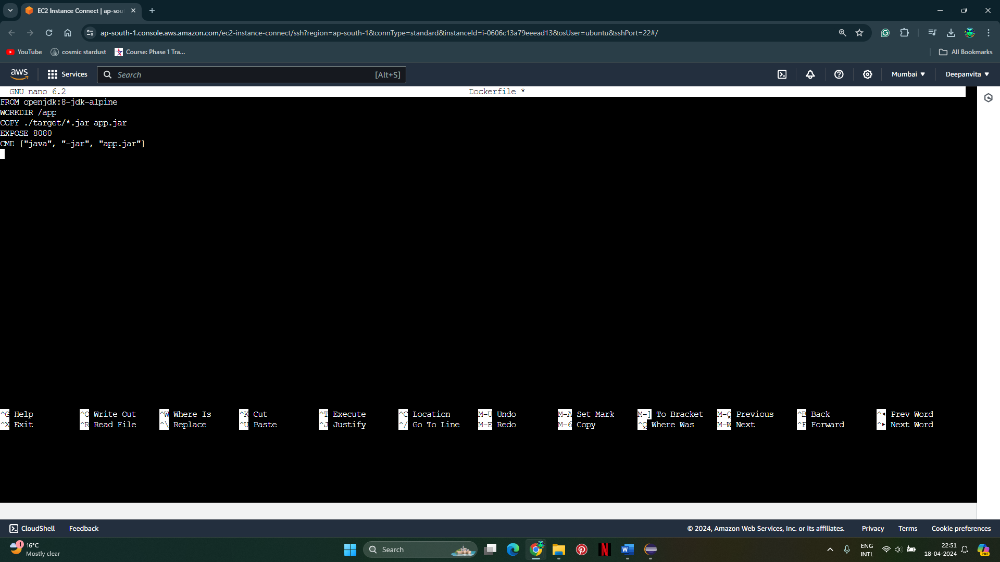 EC2 Instance Connect | ap-sou
ap-south-1.console.aws.amazon.com/ec2-instance-connect/ssh?region=ap-south-1&connType=standard&instanceId=i-0606c13a79eeead13&osUser=ubuntu&sshPort=22#/
YouTube cosmic stardust Course: Phase 1 Tra... All Bookmarks
aws Services Search [Alt+S] Mumbai Deepanvita
GNU nano 6.2 Dockerfile *
FROM openjdk:8-jdk-alpine
WORKDIR /app
COPY ./target/*.jar app.jar
EXPOSE 8080
CMD ["java", "-jar", "app.jar"]
^G Help ^O Write Out ^W Where Is ^K Cut ^T Execute ^C Location M-U Undo M-A Set Mark M-] To Bracket M-Q Previous ^B Back ^◂ Prev Word
^X Exit ^R Read File ^\ Replace ^U Paste ^J Justify ^/ Go To Line M-E Redo M-6 Copy ^Q Where Was M-W Next ^F Forward ^▸ Next Word
CloudShell Feedback © 2024, Amazon Web Services, Inc. or its affiliates. Privacy Terms Cookie preferences
1 16°C
Mostly clear
Search
N
W
ENG
INTL
22:51
18-04-2024
PRE